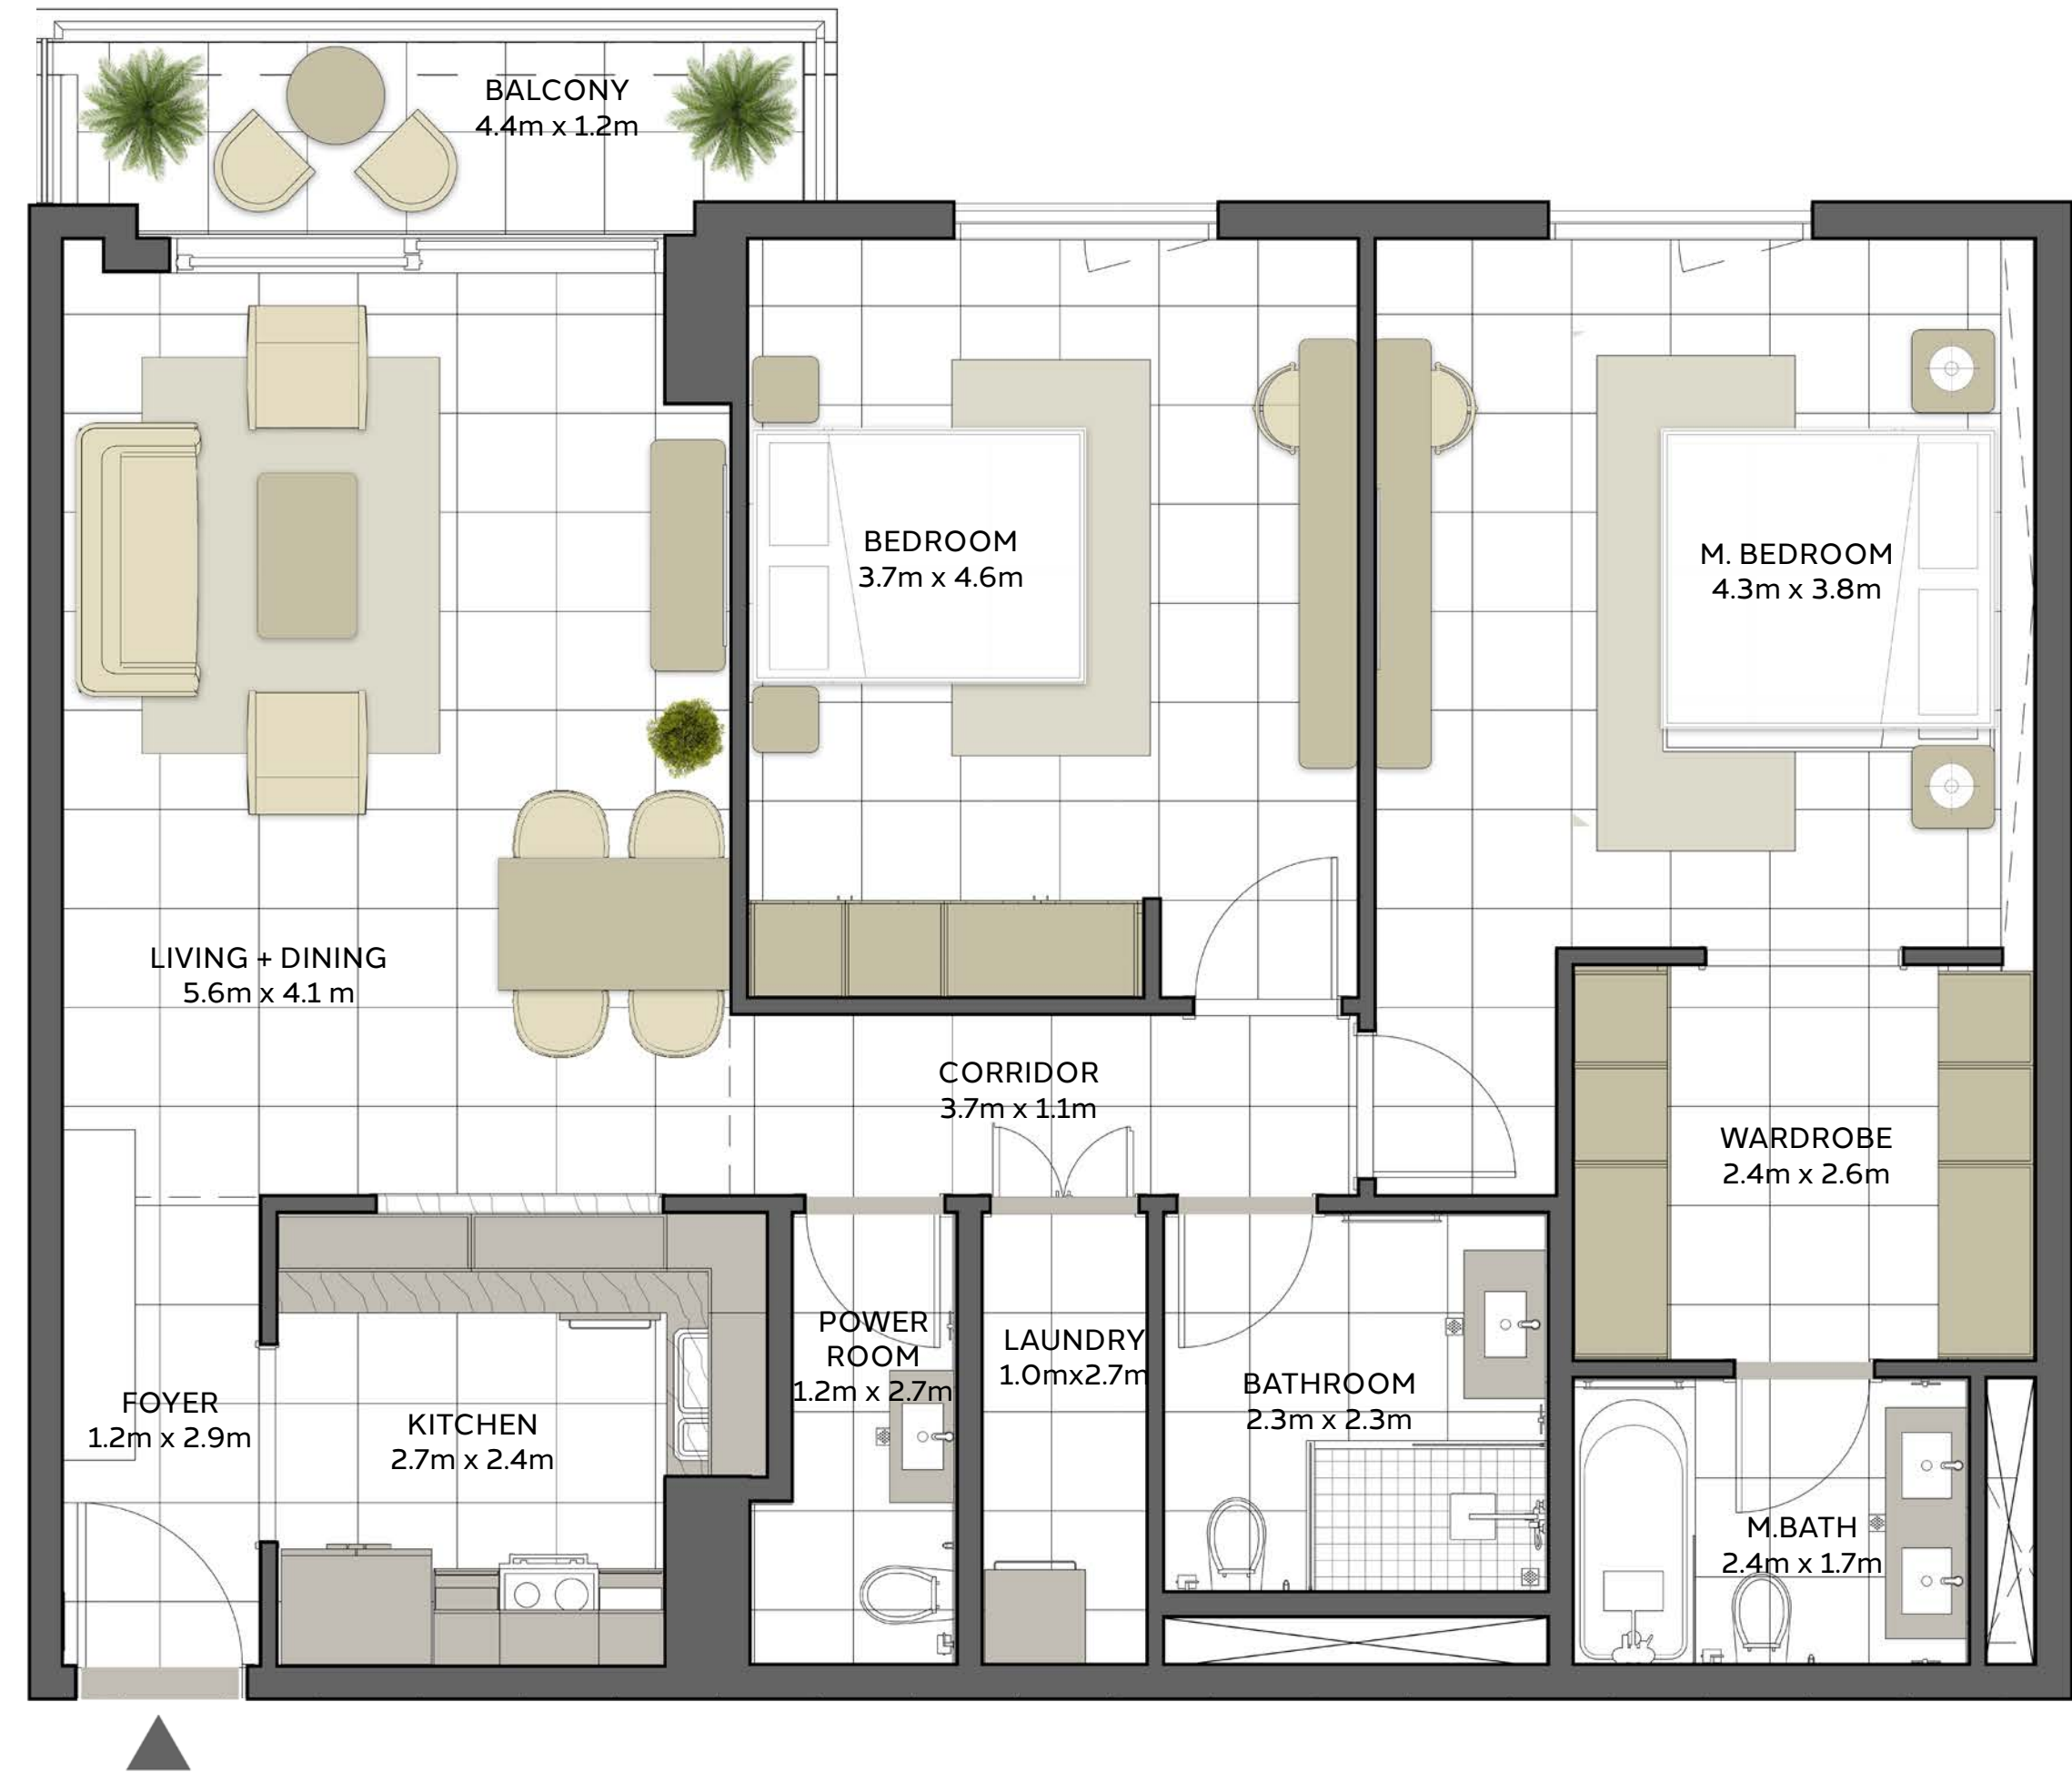 BALCONY
4.4m x 1.2m
BEDROOM
3.7m x 4.6m
M. BEDROOM
4.3m x 3.8m
LIVING + DINING
5.6m x 4.1 m
CORRIDOR
3.7m x 1.1m
WARDROBE
2.4m x 2.6m
POWER
ROOM
1.2m x 2.7m
LAUNDRY
1.0mx2.7m
BATHROOM
2.3m x 2.3m
FOYER
1.2m x 2.9m
KITCHEN
2.7m x 2.4m
M.BATH
2.4m x 1.7m